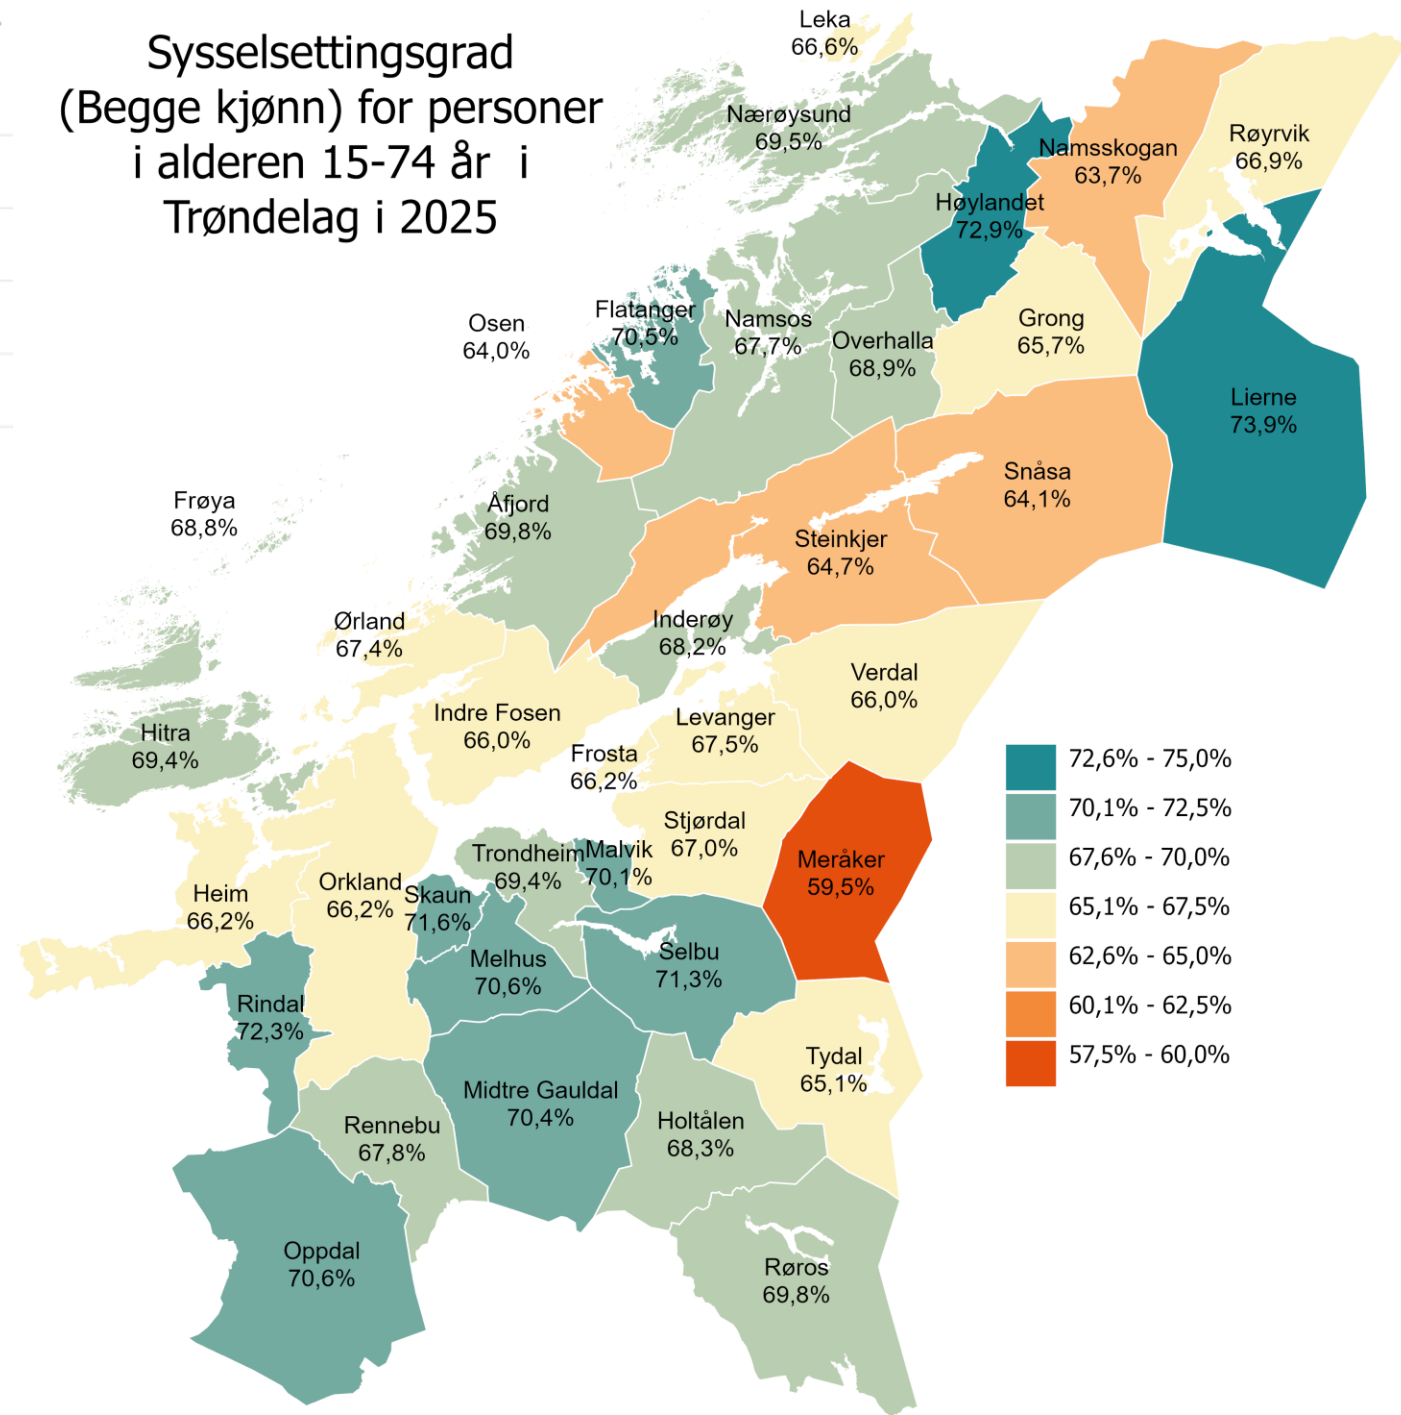 Sysselsettingsgrad
(Begge kjønn) for personer
i alderen 15-74 år i
Trøndelag i 2025
Leka
66,6%
Nærøysund
69,5%
Namsskogan
63,7%
Røyrvik
66,9%
Høylandet
72,9%
Osen
64,0%
Flatanger
70,5%
Namsos
67,7%
Overhalla
68,9%
Grong
65,7%
Lierne
73,9%
Frøya
68,8%
Åfjord
69,8%
Snåsa
64,1%
Steinkjer
64,7%
Ørland
67,4%
Inderøy
68,2%
Verdal
66,0%
Hitra
69,4%
Indre Fosen
66,0%
Levanger
67,5%
Frosta
66,2%
Stjørdal
67,0%
Meråker
59,5%
Trondheim
69,4%
Malvik
70,1%
Heim
66,2%
Orkland
66,2%
Skaun
71,6%
Melhus
70,6%
Selbu
71,3%
Rindal
72,3%
Tydal
65,1%
Midtre Gauldal
70,4%
Rennebu
67,8%
Holtålen
68,3%
Oppdal
70,6%
Røros
69,8%
72,6% - 75,0%
70,1% - 72,5%
67,6% - 70,0%
65,1% - 67,5%
62,6% - 65,0%
60,1% - 62,5%
57,5% - 60,0%